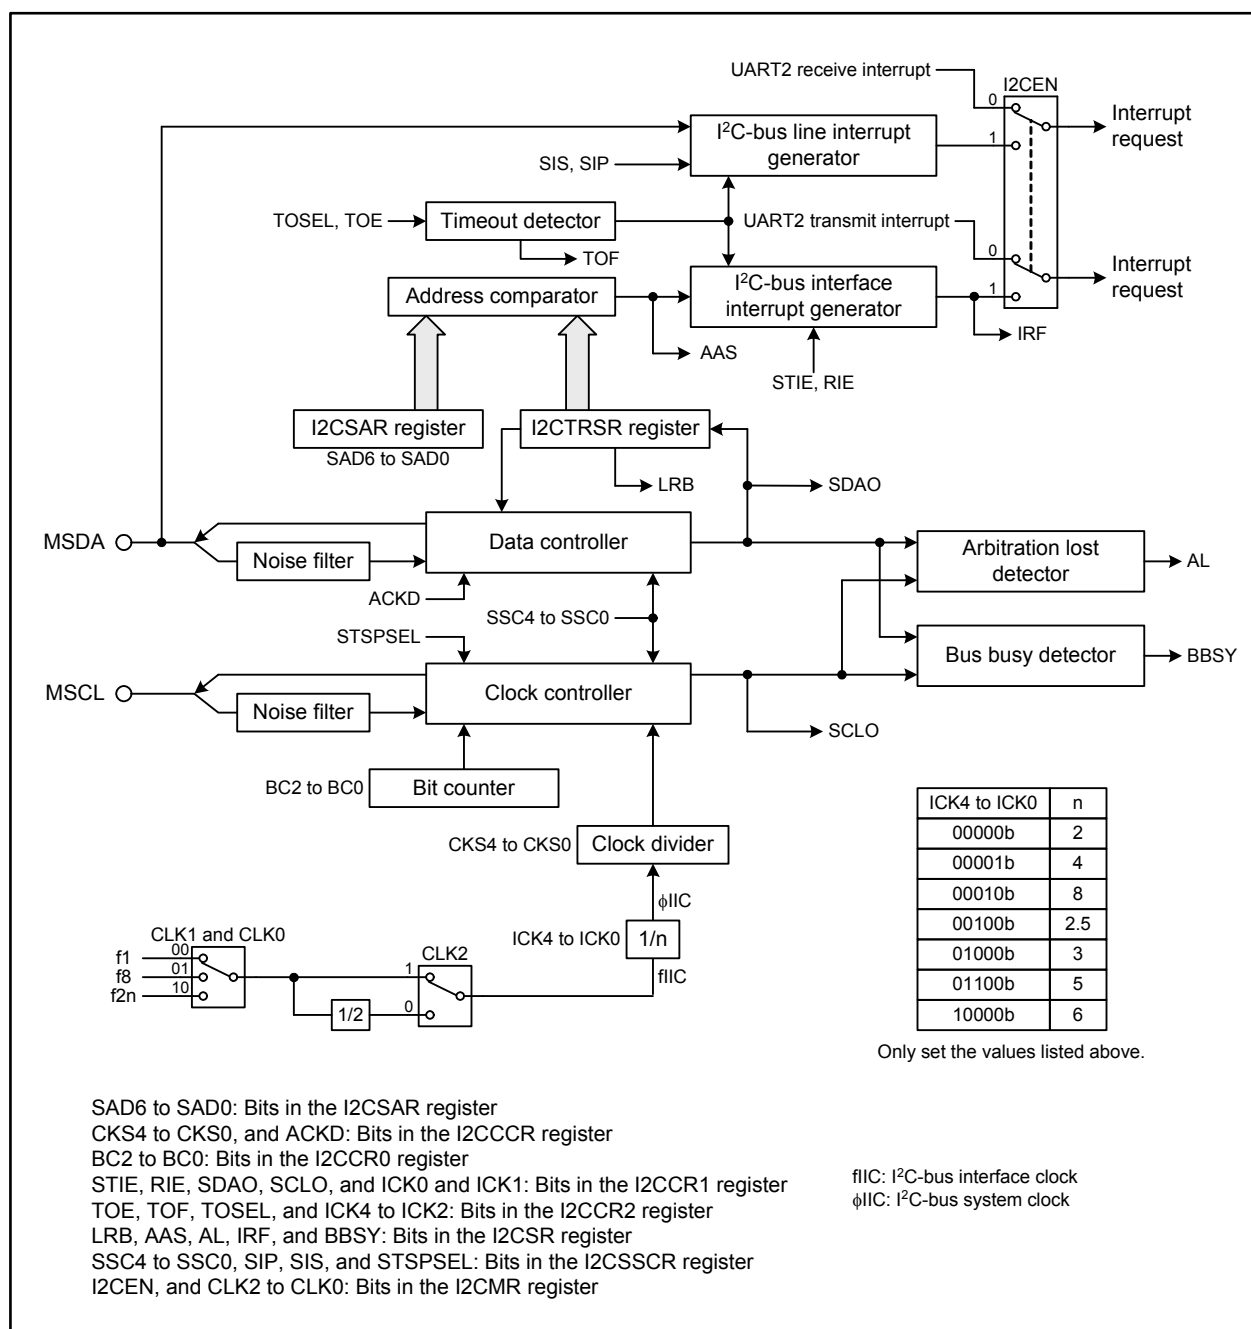 UART2 receive interrupt
I2CEN
0
Interrupt
request
I²C-bus line interrupt
generator
1
SIS, SIP
TOSEL, TOE
Timeout detector
UART2 transmit interrupt
TOF
0
Interrupt
request
Address comparator
I²C-bus interface
interrupt generator
1
IRF
AAS
STIE, RIE
I2CSAR register
I2CTRSR register
SAD6 to SAD0
LRB
SDAO
MSDA
Data controller
Noise filter
Arbitration lost
detector
AL
ACKD
SSC4 to SSC0
STSPSEL
Bus busy detector
BBSY
MSCL
Clock controller
Noise filter
SCLO
BC2 to BC0
Bit counter
CKS4 to CKS0
Clock divider
ϕIIC
ICK4 to ICK0
1/n
fIIC
CLK1 and CLK0
f1
00
f8
01
f2n
10
CLK2
1
0
1/2
ICK4 to ICK0 n
00000b 2
00001b 4
00010b 8
00100b 2.5
01000b 3
01100b 5
10000b 6
Only set the values listed above.
SAD6 to SAD0: Bits in the I2CSAR register
CKS4 to CKS0, and ACKD: Bits in the I2CCCR register
BC2 to BC0: Bits in the I2CCR0 register
STIE, RIE, SDAO, SCLO, and ICK0 and ICK1: Bits in the I2CCR1 register
TOE, TOF, TOSEL, and ICK4 to ICK2: Bits in the I2CCR2 register
LRB, AAS, AL, IRF, and BBSY: Bits in the I2CSR register
SSC4 to SSC0, SIP, SIS, and STSPSEL: Bits in the I2CSSCR register
I2CEN, and CLK2 to CLK0: Bits in the I2CMR register
fIIC: I²C-bus interface clock
ϕIIC: I²C-bus system clock